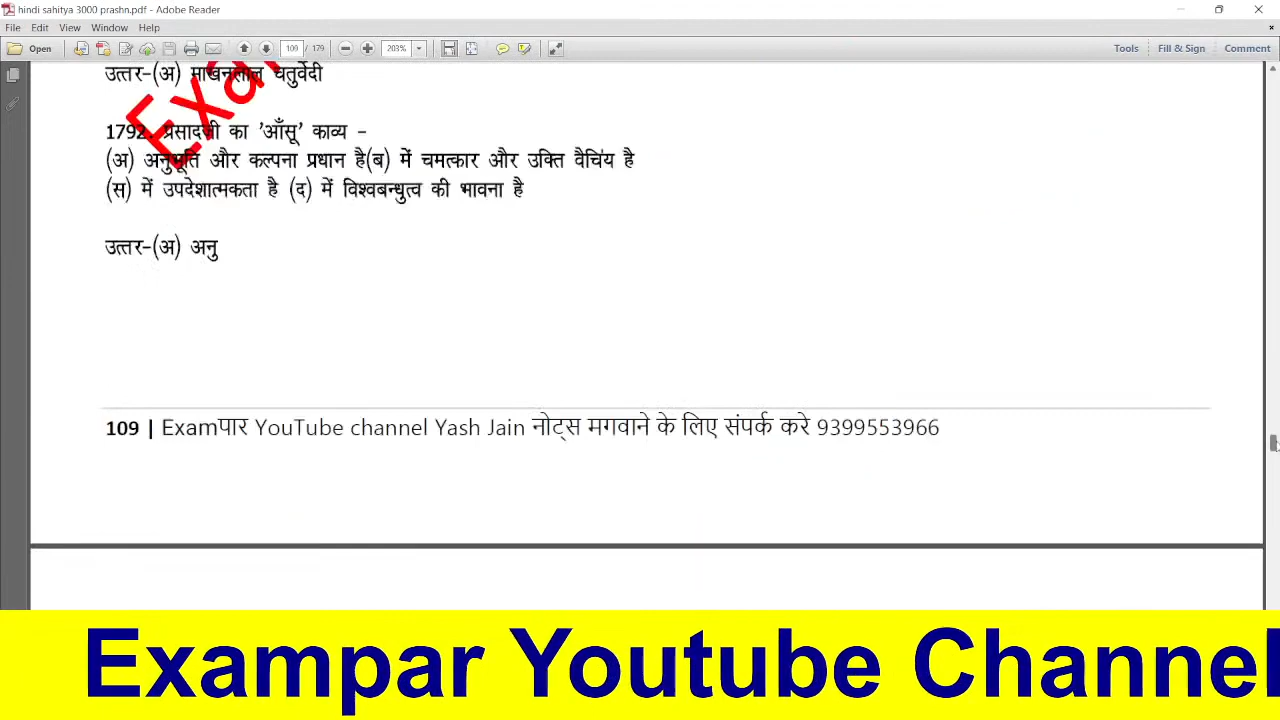 hindi sahitya 3000 prashn.pdf - Adobe Reader
File Edit View Window Help
Open 109 / 179 203% Tools Fill & Sign Comment
उत्तर-(अ) माखनलाल चतुर्वेदी
1792. प्रसादजी का 'आँसू' काव्य -
(अ) अनुभूति और कल्पना प्रधान है(ब) में चमत्कार और उक्ति वैचिय है
(स) में उपदेशात्मकता है (द) में विश्वबन्धुत्व की भावना है
उत्तर-(अ) अनु
109 | Examपार YouTube channel Yash Jain नोट्स मगवाने के लिए संपर्क करे 9399553966
Exampar Youtube Channel